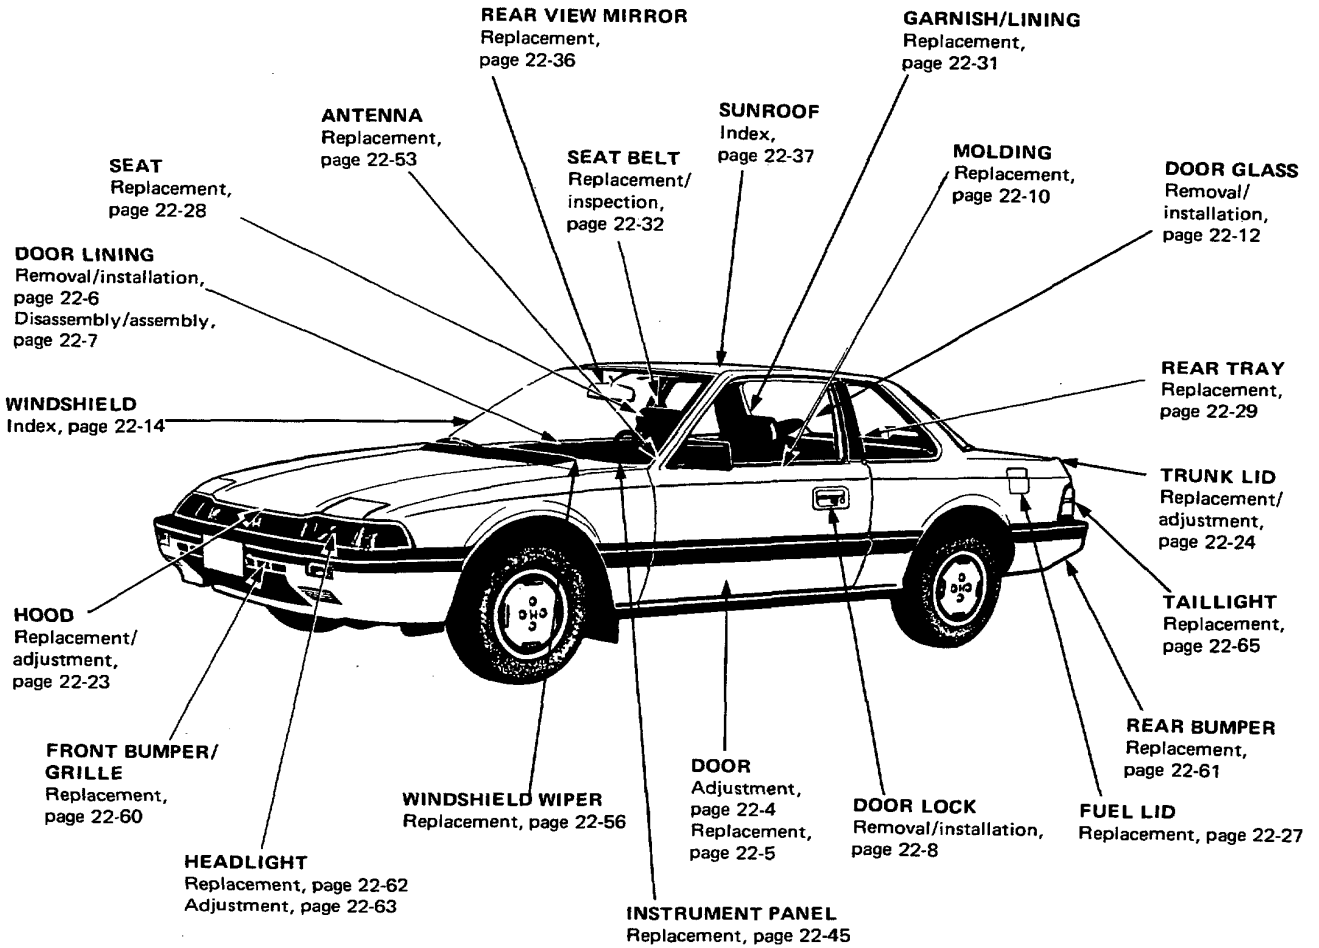 REAR VIEW MIRROR
Replacement,
page 22-36
GARNISH/LINING
Replacement,
page 22-31
ANTENNA
Replacement,
page 22-53
SUNROOF
Index,
page 22-37
SEAT
Replacement,
page 22-28
SEAT BELT
Replacement/
inspection,
page 22-32
MOLDING
Replacement,
page 22-10
DOOR GLASS
Removal/
installation,
page 22-12
DOOR LINING
Removal/installation,
page 22-6
Disassembly/assembly,
page 22-7
WINDSHIELD
Index, page 22-14
REAR TRAY
Replacement,
page 22-29
TRUNK LID
Replacement/
adjustment,
page 22-24
HOOD
Replacement/
adjustment,
page 22-23
TAILLIGHT
Replacement,
page 22-65
FRONT BUMPER/
GRILLE
Replacement,
page 22-60
REAR BUMPER
Replacement,
page 22-61
WINDSHIELD WIPER
Replacement, page 22-56
DOOR
Adjustment,
page 22-4
Replacement,
page 22-5
DOOR LOCK
Removal/installation,
page 22-8
FUEL LID
Replacement, page 22-27
HEADLIGHT
Replacement, page 22-62
Adjustment, page 22-63
INSTRUMENT PANEL
Replacement, page 22-45